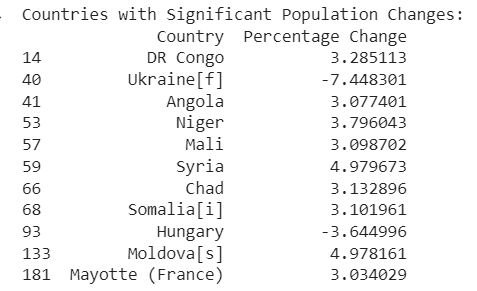 Countries with Significant Population Changes:
Country Percentage Change
14 DR Congo 3.285113
40 Ukraine[f] -7.448301
41 Angola 3.077401
53 Niger 3.796043
57 Mali 3.098702
59 Syria 4.979673
66 Chad 3.132896
68 Somalia[i] 3.101961
93 Hungary -3.644996
133 Moldova[s] 4.978161
181 Mayotte (France) 3.034029